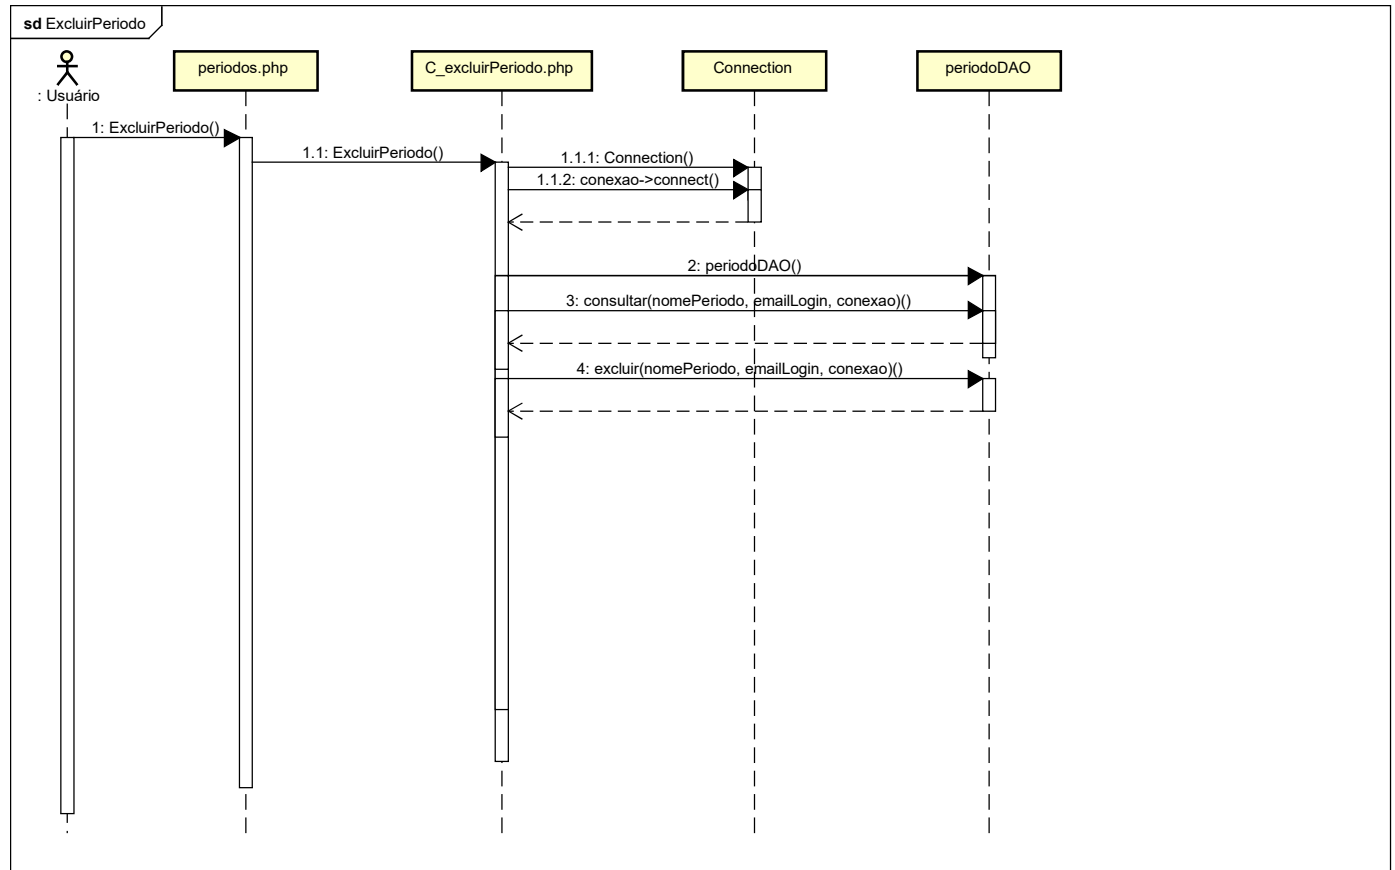 sd ExcluirPeriodo
: Usuário
periodos.php
C_excluirPeriodo.php
Connection
periodoDAO
1: ExcluirPeriodo()
1.1: ExcluirPeriodo()
1.1.1: Connection()
1.1.2: conexao->connect()
2: periodoDAO()
3: consultar(nomePeriodo, emailLogin, conexao)()
4: excluir(nomePeriodo, emailLogin, conexao)()